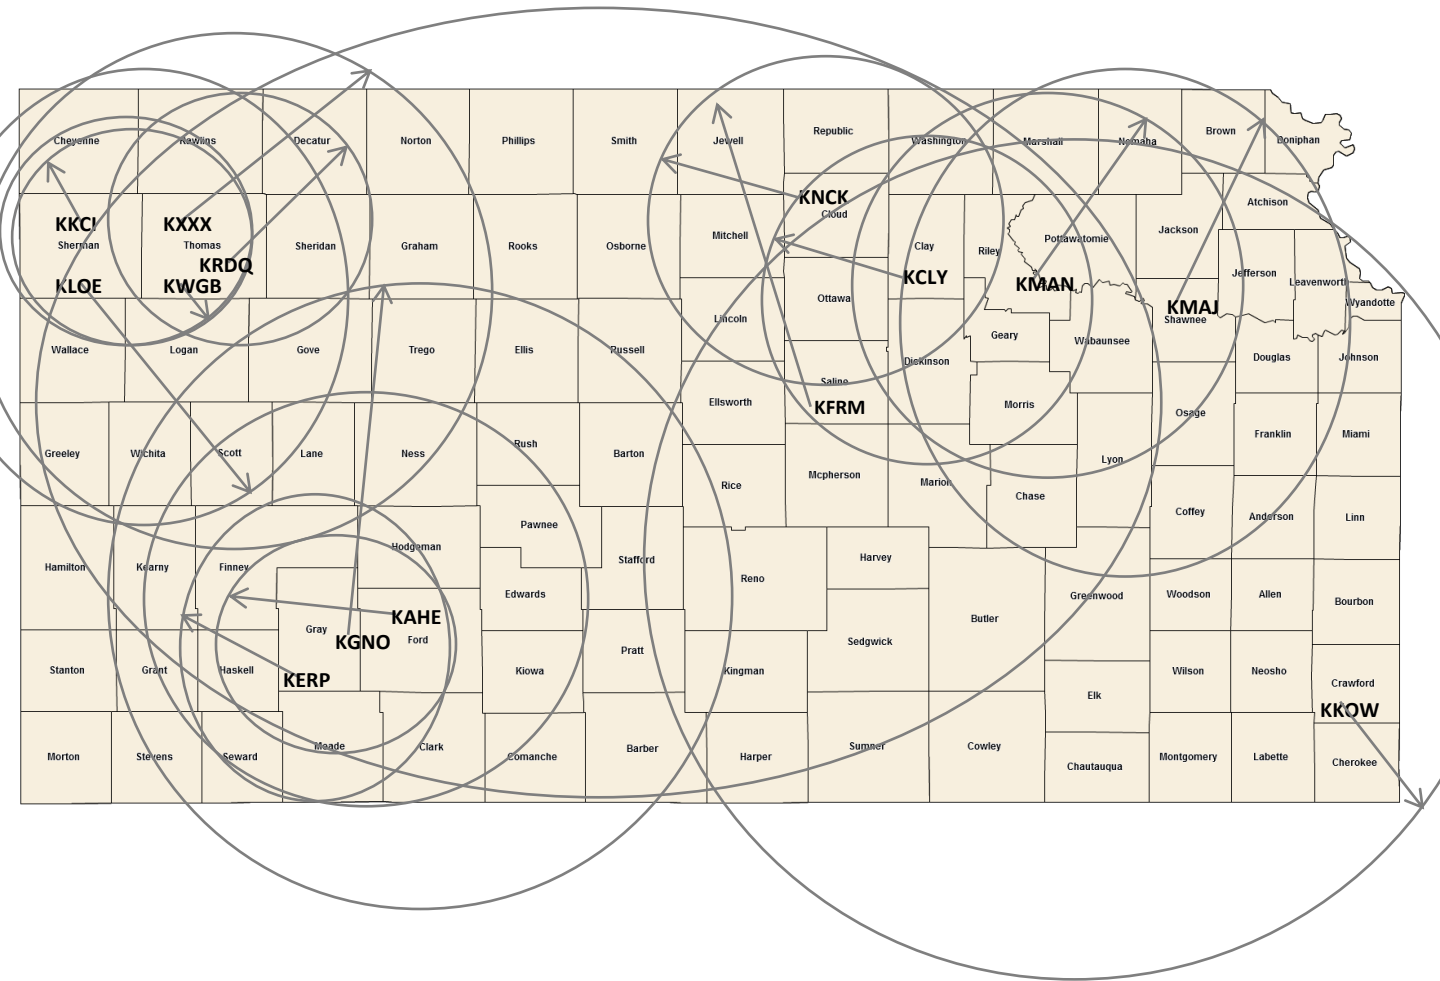 Cheyenne Rawlins Decatur Norton Phillips Smith Jewell Republic Washington Marshall Nemaha Brown Doniphan
KNCK
Cloud
Atchison
KKCI KXXX
Sherman Thomas Sheridan Graham Rooks Osborne Mitchell Clay Riley Pottawatomie Jackson
KRDQ
KLOE KWGB
KCLY KMAN
Jefferson Leavenworth Wyandotte
Ottawa
KMAJ
Shawnee
Lincoln
Wallace Logan Gove Trego Ellis Russell Dickinson Geary Wabaunsee Douglas Johnson
Saline
KFRM
Ellsworth Morris Osage
Greeley Wichita Scott Lane Ness Rush Barton Lyon Franklin Miami
Rice Mcpherson Marion Chase
Pawnee Coffey Anderson Linn
Hodgeman
Hamilton Kearny Finney Stafford Reno Harvey
Edwards Greenwood Woodson Allen Bourbon
KAHE
Gray Ford
KGNO
Butler
Sedgwick
Pratt
Stanton Grant Haskell Kiowa Kingman Wilson Neosho Crawford
KERP
Elk
KKOW
Morton Stevens Seward Meade Clark Comanche Barber Harper Sumner Cowley Chautauqua Montgomery Labette Cherokee